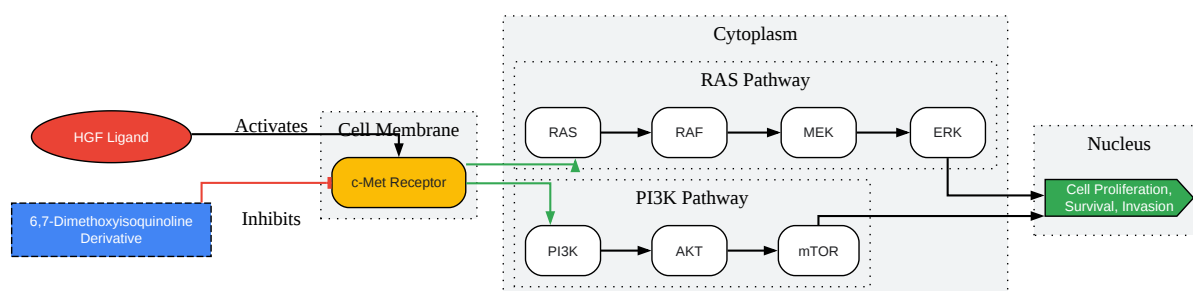 Cytoplasm
RAS Pathway
HGF Ligand
Activates
Cell Membrane
c-Met Receptor
RAS
RAF
MEK
ERK
Nucleus
Cell Proliferation,
Survival, Invasion
6,7-Dimethoxyisoquinoline
Derivative
Inhibits
PI3K Pathway
PI3K
AKT
mTOR